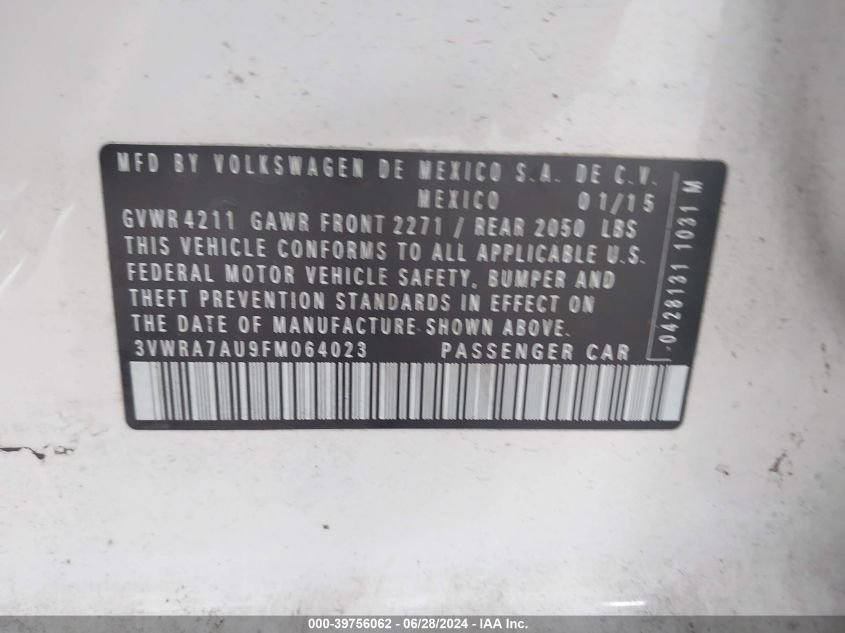 MFD BY VOLKSWAGEN DE MEXICO S.A. DE C.V.
MEXICO 01/15
GVWR 4211 GAWR FRONT 2271 / REAR 2050 LBS
THIS VEHICLE CONFORMS TO ALL APPLICABLE U.S.
FEDERAL MOTOR VEHICLE SAFETY, BUMPER AND
THEFT PREVENTION STANDARDS IN EFFECT ON
THE DATE OF MANUFACTURE SHOWN ABOVE.
3VWRA7AU9FM064023 PASSENGER CAR
0428131 1031 M
000-39756062 / 06/28/2024 - IAA Inc.